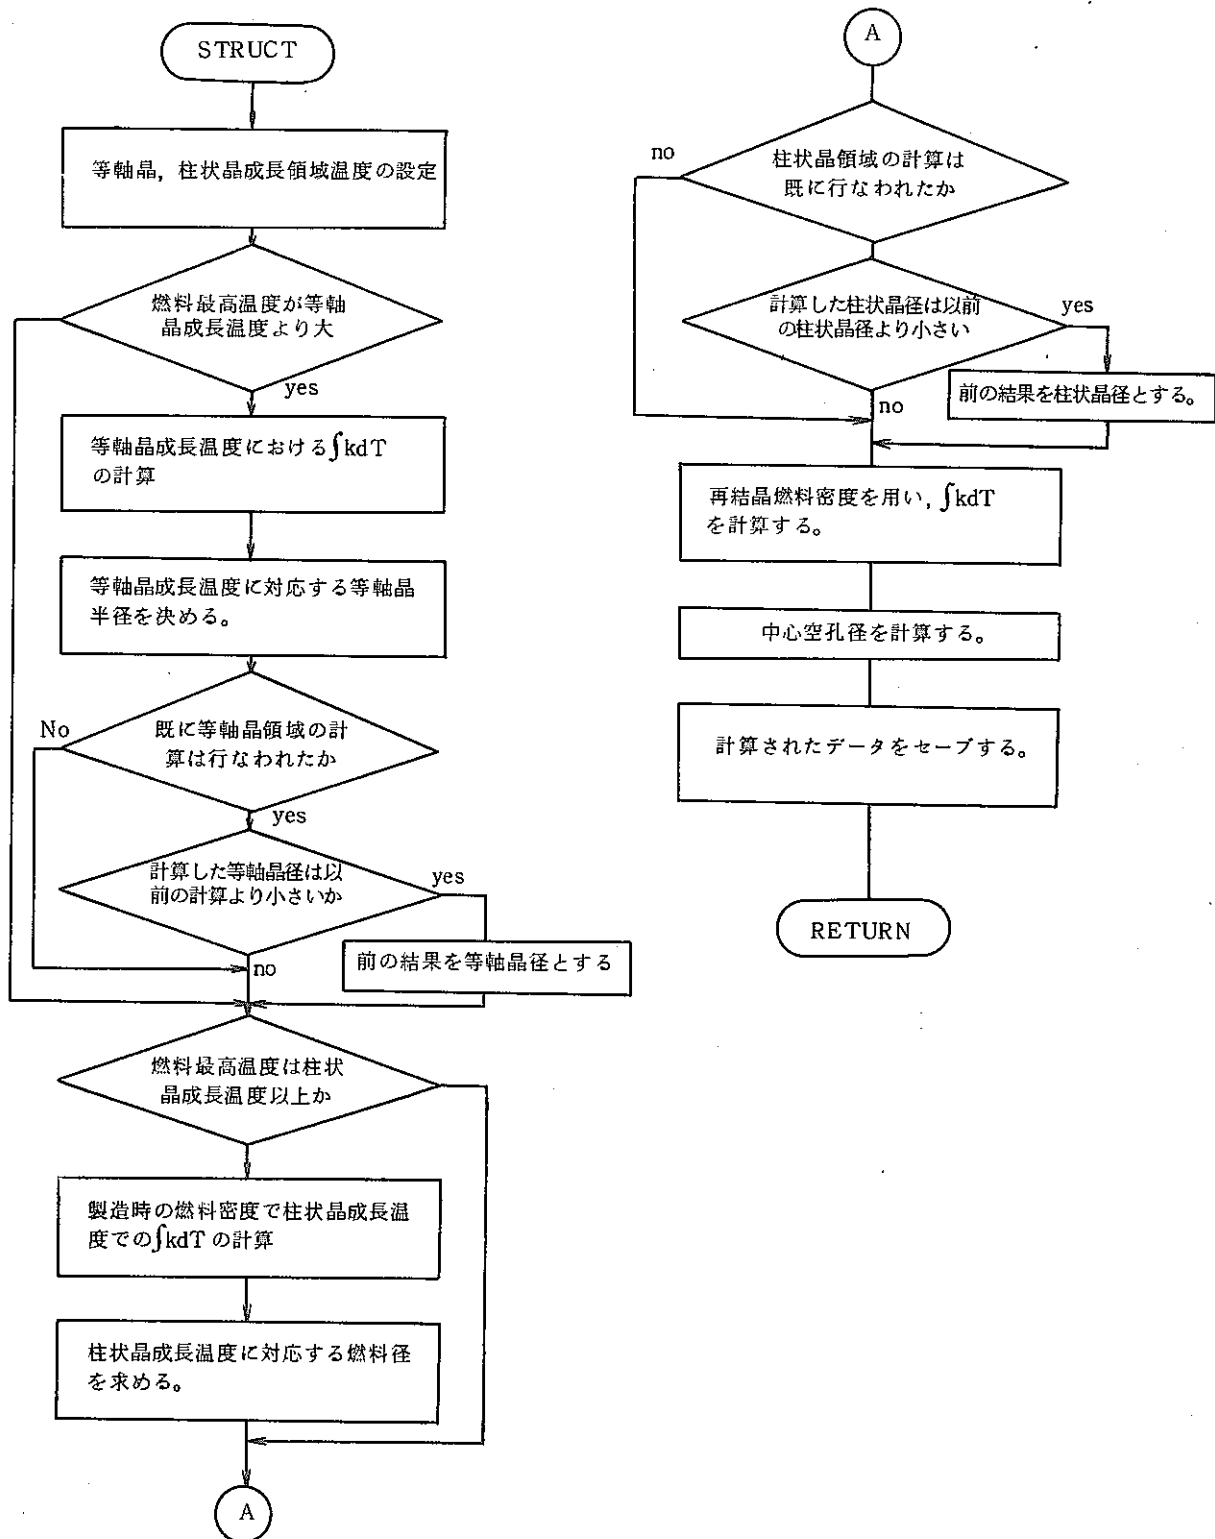 STRUCT
等軸晶，柱状晶成長領域温度の設定
燃料最高温度が等軸
晶成長温度より大
yes
等軸晶成長温度における∫kdT
の計算
等軸晶成長温度に対応する等軸晶
半径を決める。
No
既に等軸晶領域の計
算は行なわれたか
yes
計算した等軸晶径は以
前の計算より小さいか
yes
前の結果を等軸晶径とする
no
燃料最高温度は柱状
晶成長温度以上か
製造時の燃料密度で柱状晶成長温
度での∫kdTの計算
柱状晶成長温度に対応する燃料径
を求める。
A
A
no
柱状晶領域の計算は
既に行なわれたか
計算した柱状晶径は以前
の柱状晶径より小さい
yes
前の結果を柱状晶径とする。
no
再結晶燃料密度を用い，∫kdT
を計算する。
中心空孔径を計算する。
計算されたデータをセーブする。
RETURN